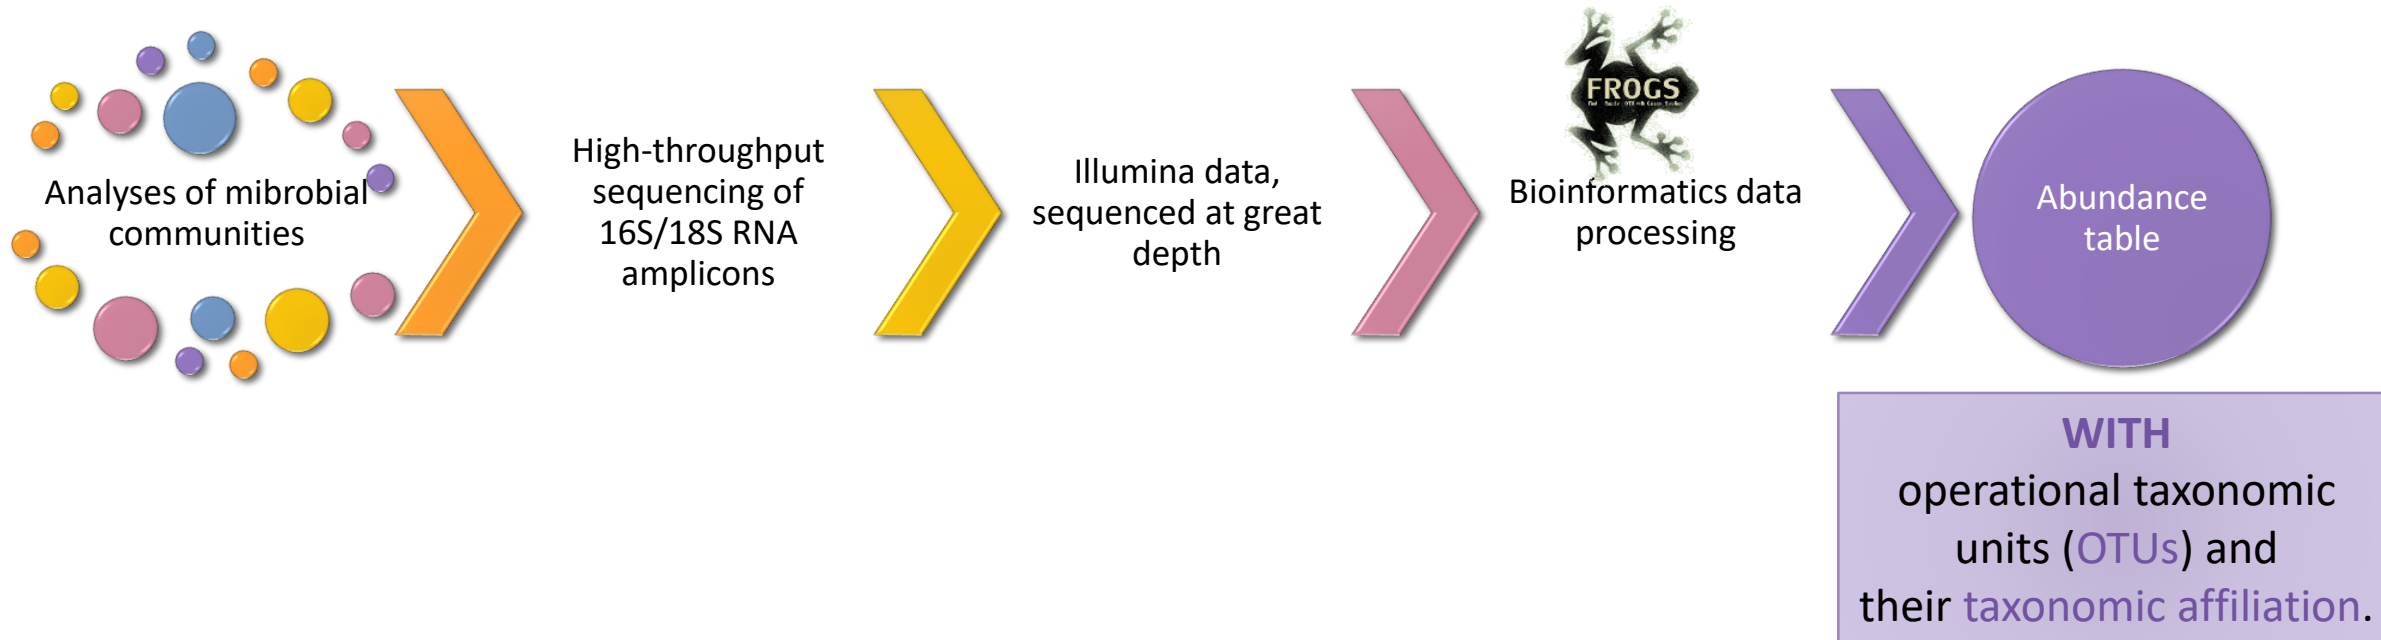 Analyses of mibrobial
communities
High-throughput
sequencing of
16S/18S RNA
amplicons
Illumina data,
sequenced at great
depth
FROGS
Bioinformatics data
processing
Abundance
table
WITH
operational taxonomic
units (OTUs) and
their taxonomic affiliation.